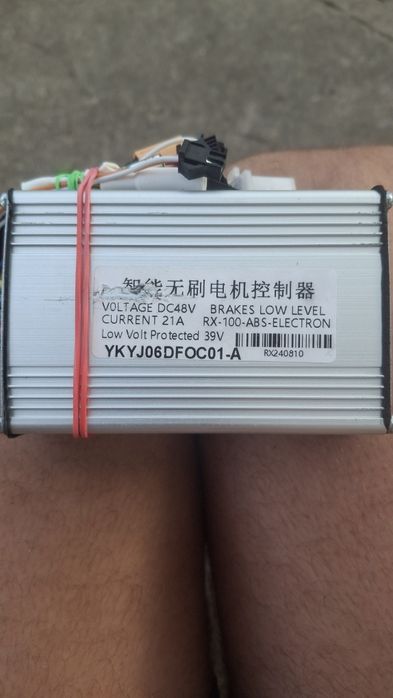 智能无刷电机控制器
VOLTAGE DC48V BRAKES LOW LEVEL
CURRENT 21A RX-100-ABS-ELECTRON
Low Volt Protected 39V
YKYJ06DFOC01-A RX240810